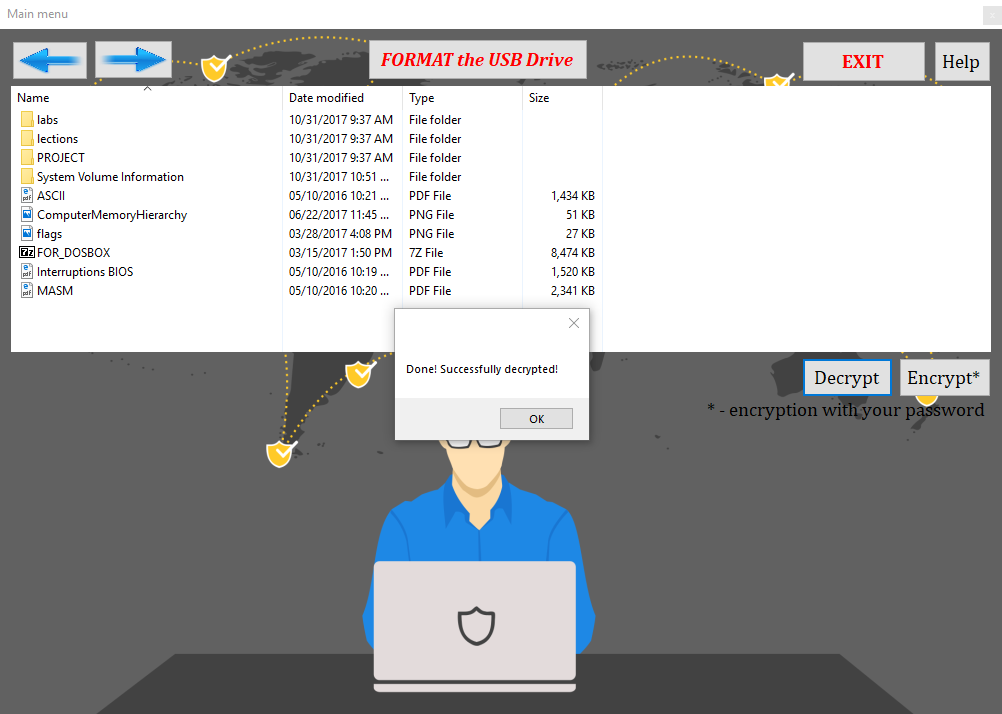 Main menu
FORMAT the USB Drive
EXIT
Help
Name Date modified Type Size
labs 10/31/2017 9:37 AM File folder
lections 10/31/2017 9:37 AM File folder
PROJECT 10/31/2017 9:37 AM File folder
System Volume Information 10/31/2017 10:51 ... File folder
ASCII 05/10/2016 10:21 ... PDF File 1,434 KB
ComputerMemoryHierarchy 06/22/2017 11:45 ... PNG File 51 KB
flags 03/28/2017 4:08 PM PNG File 27 KB
FOR_DOSBOX 03/15/2017 1:50 PM 7Z File 8,474 KB
Interruptions BIOS 05/10/2016 10:19 ... PDF File 1,520 KB
MASM 05/10/2016 10:20 ... PDF File 2,341 KB
Done! Successfully decrypted!
OK
Decrypt
Encrypt*
* - encryption with your password